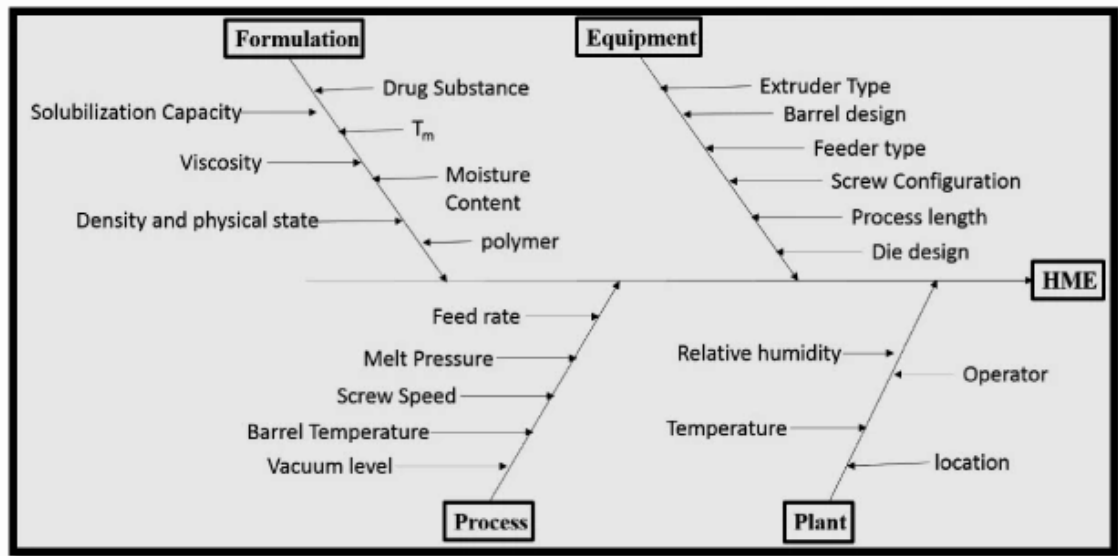 Formulation
Equipment
Drug Substance
Solubilization Capacity
Tₘ
Viscosity
Moisture
Content
Density and physical state
polymer
Extruder Type
Barrel design
Feeder type
Screw Configuration
Process length
Die design
HME
Feed rate
Melt Pressure
Screw Speed
Barrel Temperature
Vacuum level
Process
Relative humidity
Operator
Temperature
location
Plant